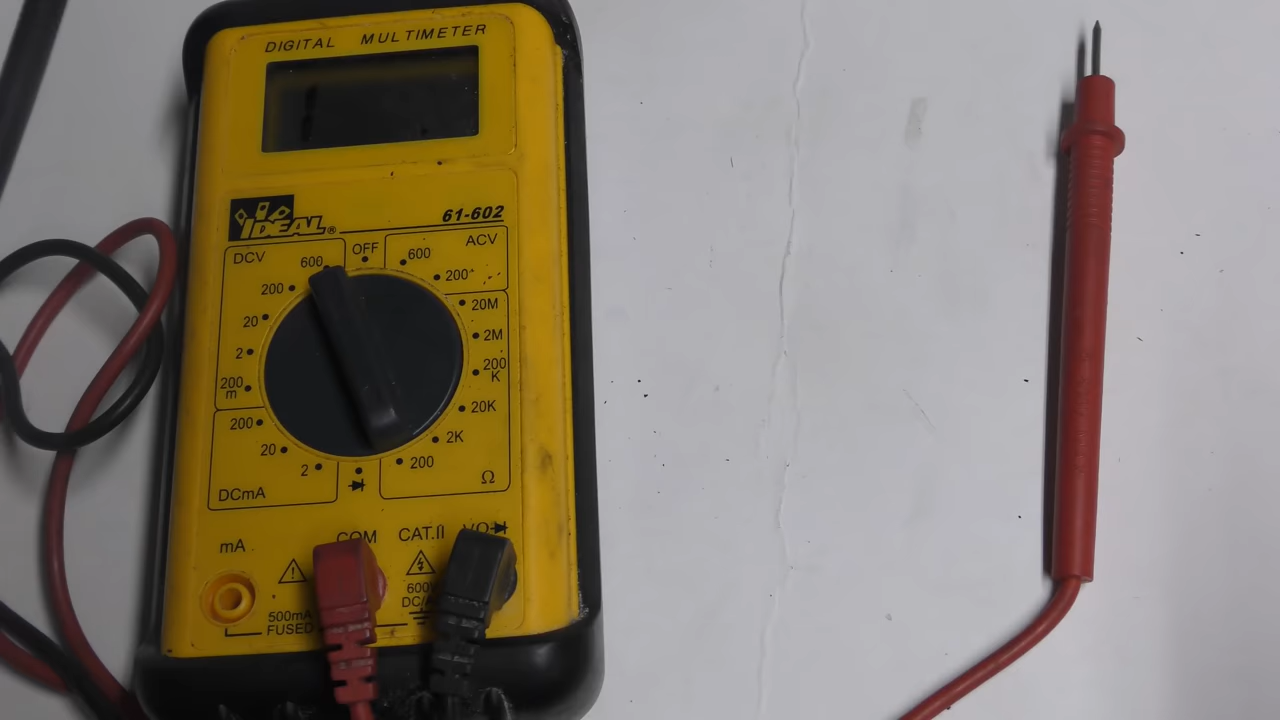 DIGITAL MULTIMETER
IDEAL®
61-602
DCV
OFF
ACV
600
600
200
200
20
20M
2
2M
200
m
200
K
200
20K
20
2K
2
200
DCmA
Ω
mA
COM
CAT.II
VΩ
500mA
FUSED
600V